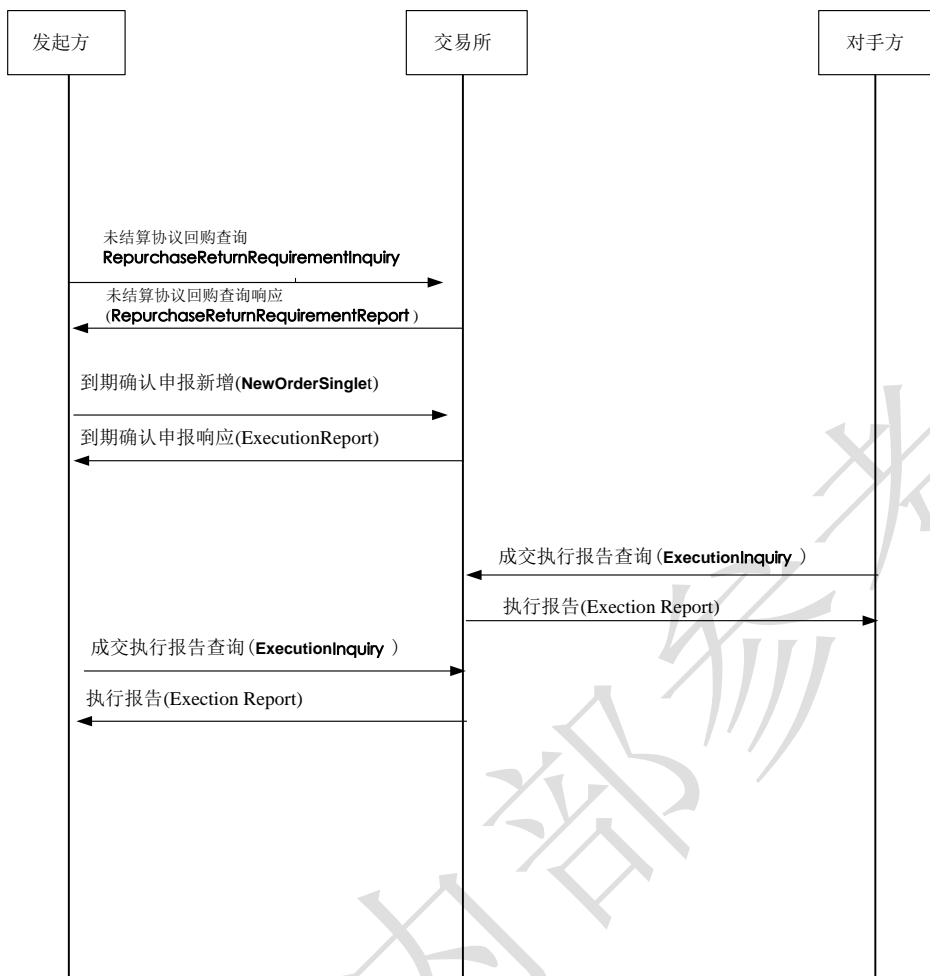 发起方
交易所
对手方
未结算协议回购查询
RepurchaseReturnRequirementInquiry
未结算协议回购查询响应
(RepurchaseReturnRequirementReport)
到期确认申报新增(NewOrderSinglet)
到期确认申报响应(ExecutionReport)
成交执行报告查询(ExecutionInquiry )
执行报告(Exection Report)
成交执行报告查询(ExecutionInquiry )
执行报告(Exection Report)
内部参考